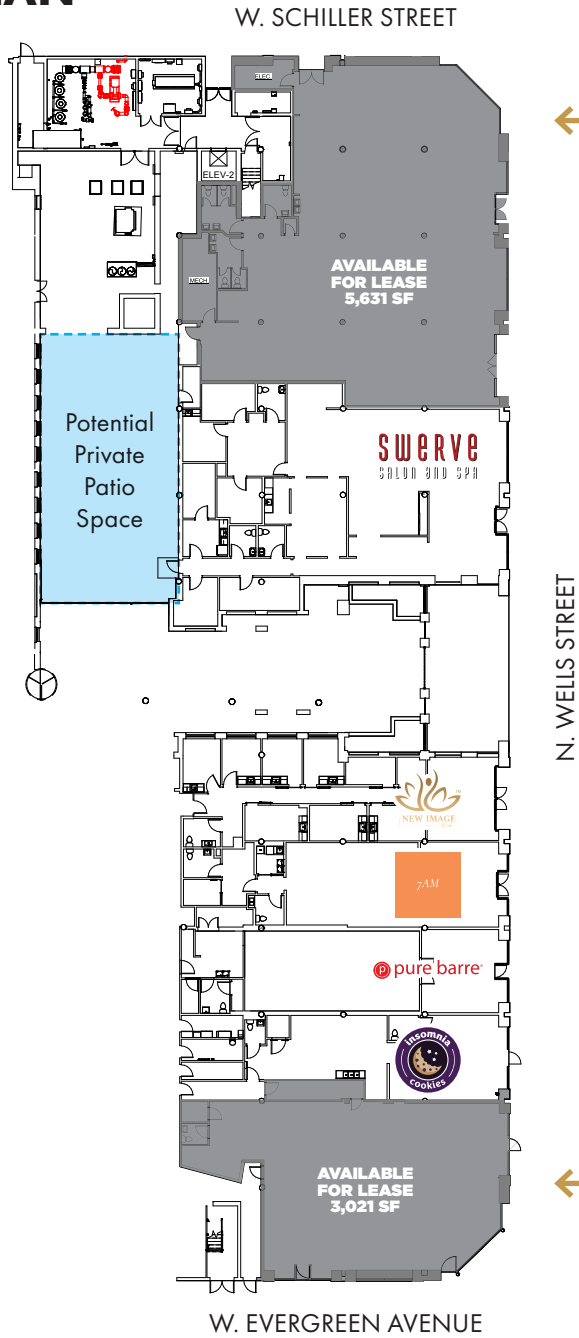 W. SCHILLER STREET
ELEC.
ELEV-2
AVAILABLE
FOR LEASE
5,631 SF
MECH.
Potential
Private
Patio
Space
SWERVE
SALON AND SPA
N. WELLS STREET
NEW IMAGE
7AM
p pure barre
insomnia
cookies
AVAILABLE
FOR LEASE
3,021 SF
W. EVERGREEN AVENUE